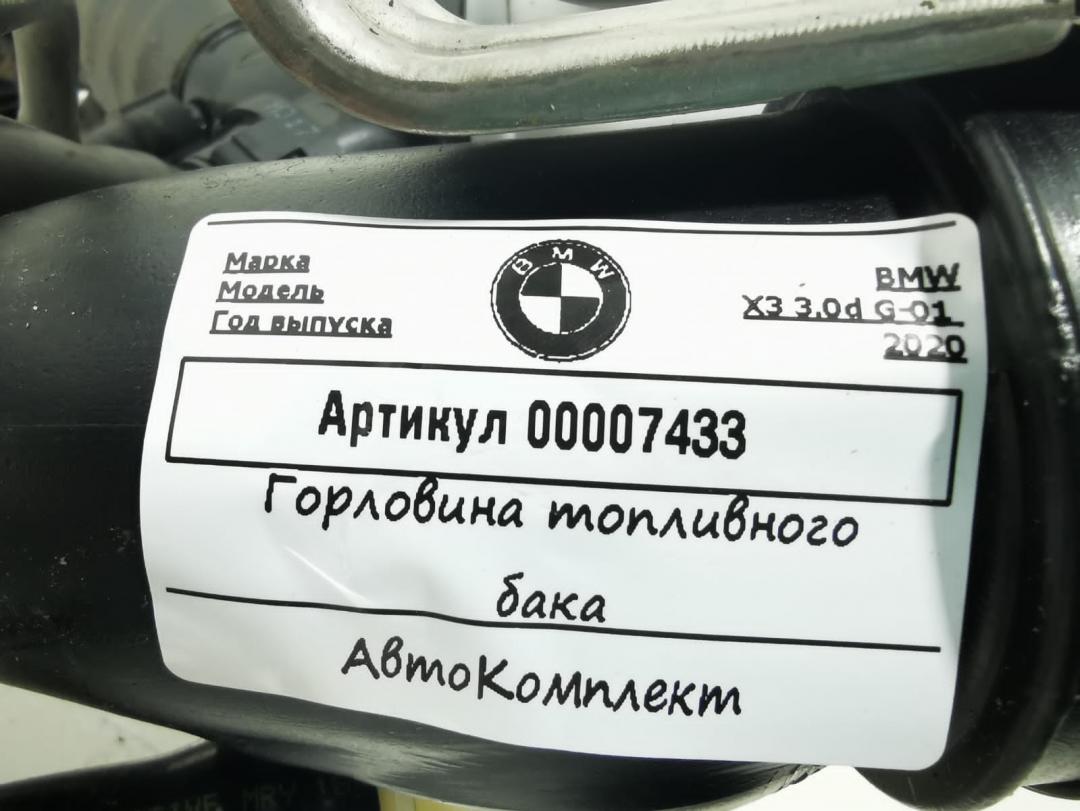 Марка
Модель
Год выпуска
BMW
BMW
X3 3.0d G-01
2020
Артикул 00007433
Горловина топливного
бака
АвтоКомплект